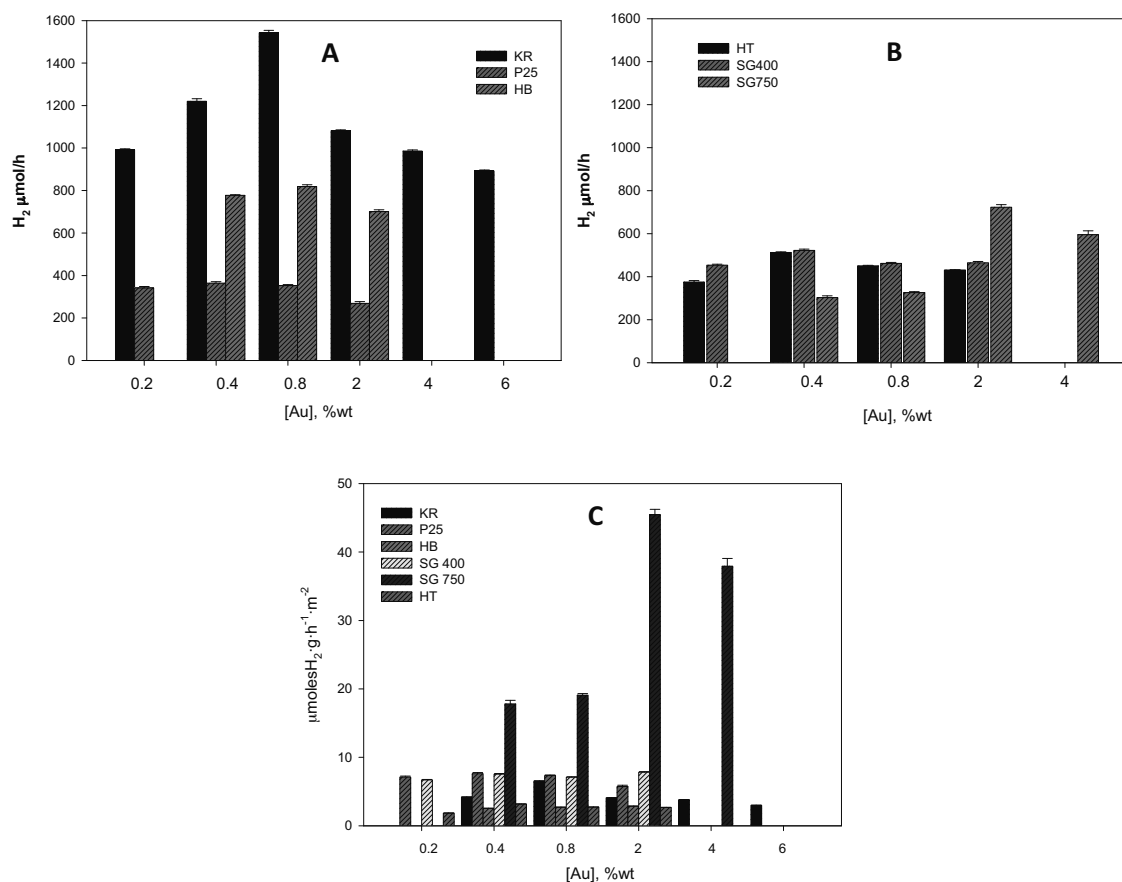 A
KR
P25
HB
H₂ μmol/h
1600
1400
1200
1000
800
600
400
200
0
0.2 0.4 0.8 2 4 6
[Au], %wt
B
HT
SG400
SG750
H₂ μmol/h
1600
1400
1200
1000
800
600
400
200
0
0.2 0.4 0.8 2 4
[Au], %wt
C
KR
P25
HB
SG 400
SG 750
HT
μmolesH₂·g·h⁻¹·m⁻²
50
40
30
20
10
0
0.2 0.4 0.8 2 4 6
[Au], %wt